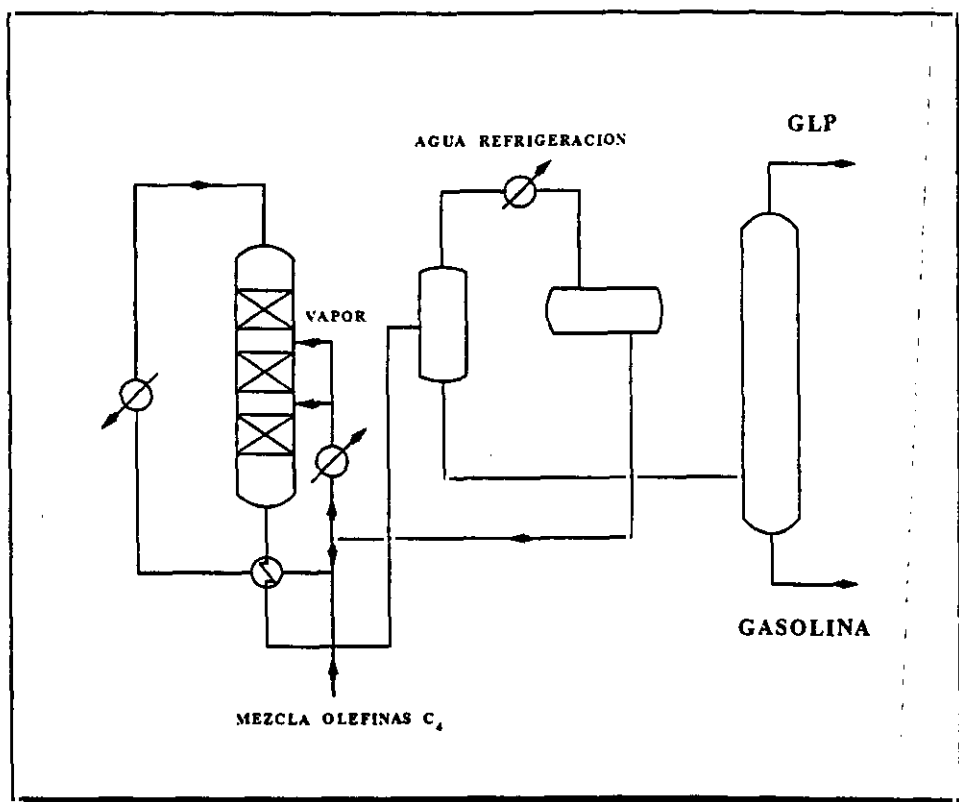 GLP
AGUA REFRIGERACION
VAPOR
GASOLINA
MEZCLA OLEFINAS C₄